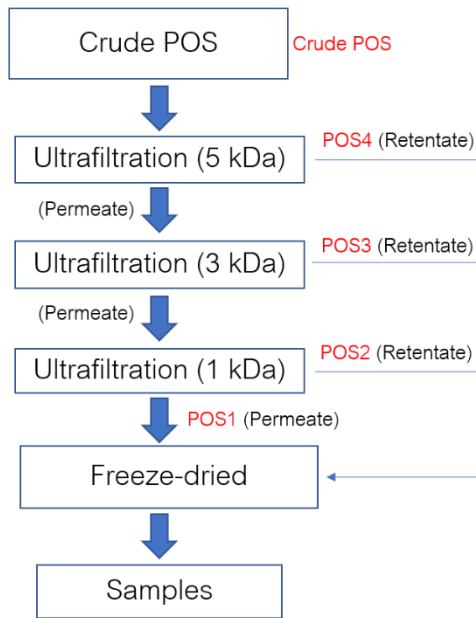 Crude POS
Crude POS
Ultrafiltration (5 kDa)
POS4 (Retentate)
(Permeate)
Ultrafiltration (3 kDa)
POS3 (Retentate)
(Permeate)
Ultrafiltration (1 kDa)
POS2 (Retentate)
POS1 (Permeate)
Freeze-dried
Samples